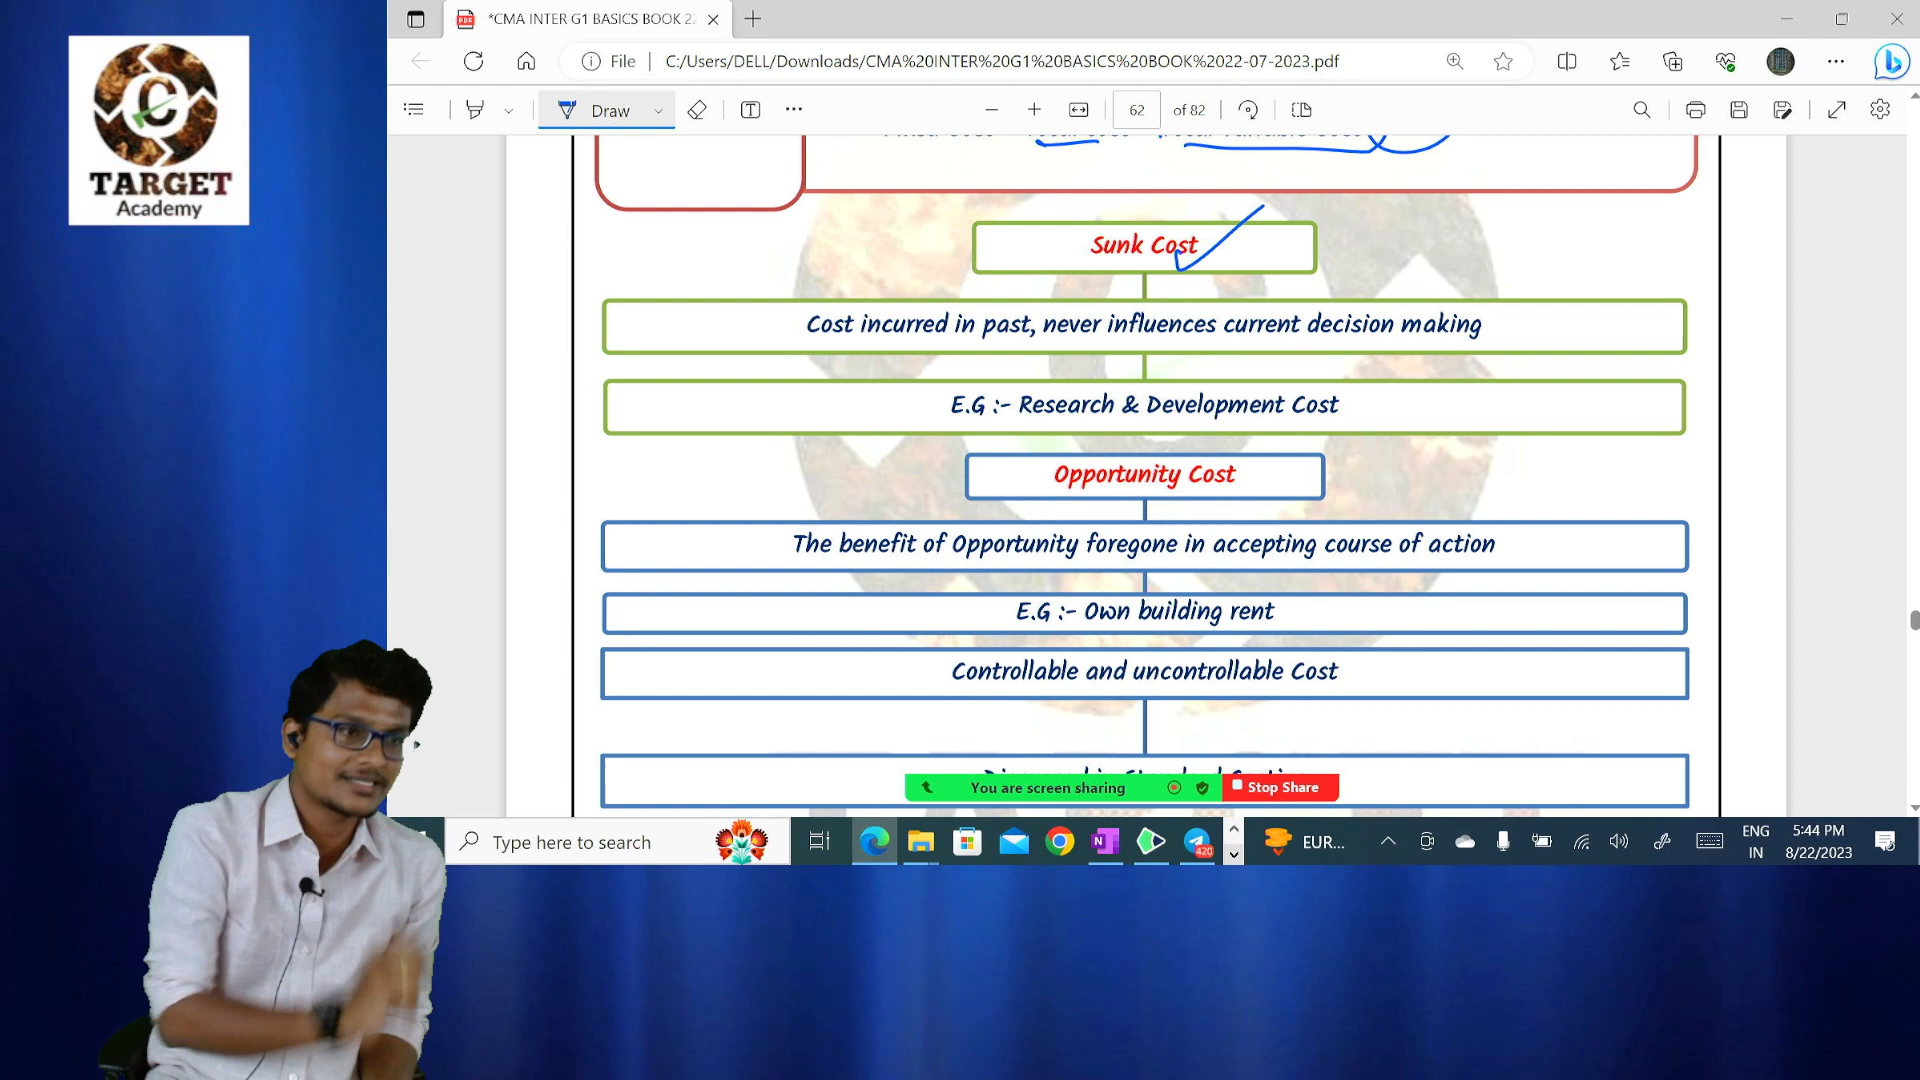 *CMA INTER G1 BASICS BOOK 22
File
C:/Users/DELL/Downloads/CMA%20INTER%20G1%20BASICS%20BOOK%2022-07-2023.pdf
Draw
62 of 82
TARGET
Academy
Sunk Cost
Cost incurred in past, never influences current decision making
E.G :- Research & Development Cost
Opportunity Cost
The benefit of Opportunity foregone in accepting course of action
E.G :- Own building rent
Controllable and uncontrollable Cost
You are screen sharing
Stop Share
Type here to search
420
EUR...
ENG
IN
5:44 PM
8/22/2023